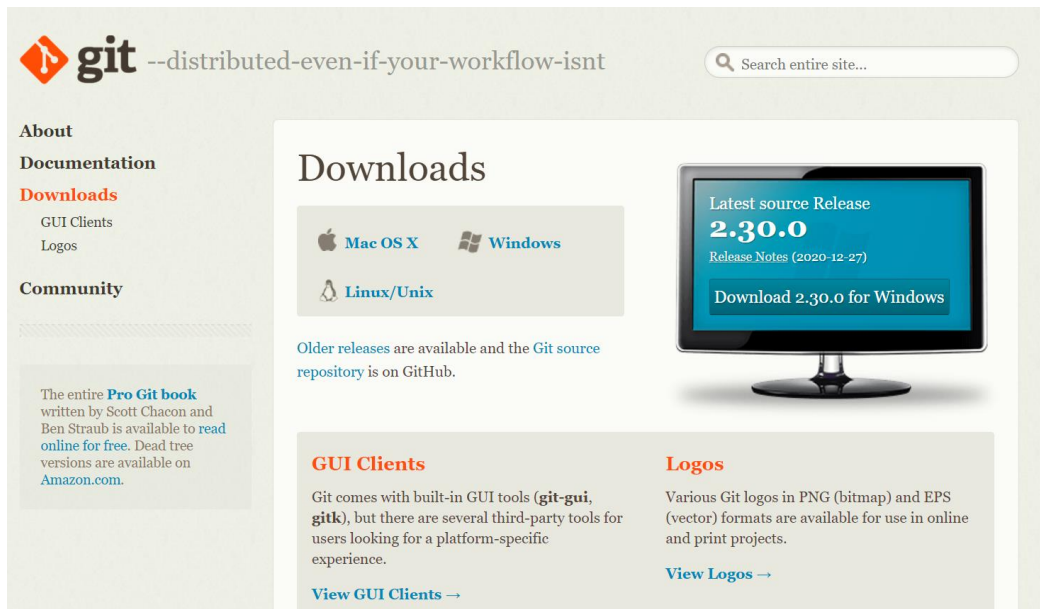 git --distributed-even-if-your-workflow-isnt
Search entire site...
About
Documentation
Downloads
GUI Clients
Logos
Community
The entire Pro Git book
written by Scott Chacon and
Ben Straub is available to read
online for free. Dead tree
versions are available on
Amazon.com.
Downloads
Mac OS X
Windows
Linux/Unix
Older releases are available and the Git source
repository is on GitHub.
Latest source Release
2.30.0
Release Notes (2020-12-27)
Download 2.30.0 for Windows
GUI Clients
Git comes with built-in GUI tools (git-gui,
gitk), but there are several third-party tools for
users looking for a platform-specific
experience.
View GUI Clients →
Logos
Various Git logos in PNG (bitmap) and EPS
(vector) formats are available for use in online
and print projects.
View Logos →